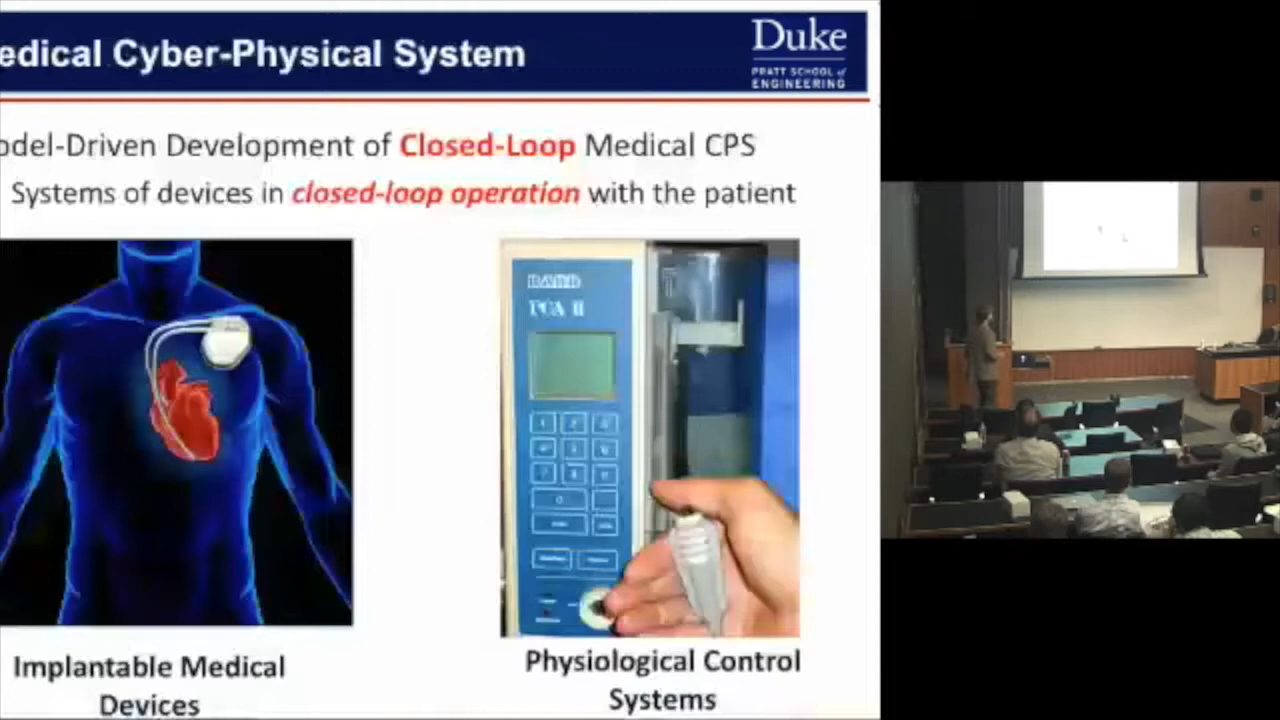 edical Cyber-Physical System
Duke
PRATT SCHOOL of
ENGINEERING
odel-Driven Development of Closed-Loop Medical CPS
Systems of devices in closed-loop operation with the patient
BARD
PCA II
Implantable Medical
Devices
Physiological Control
Systems